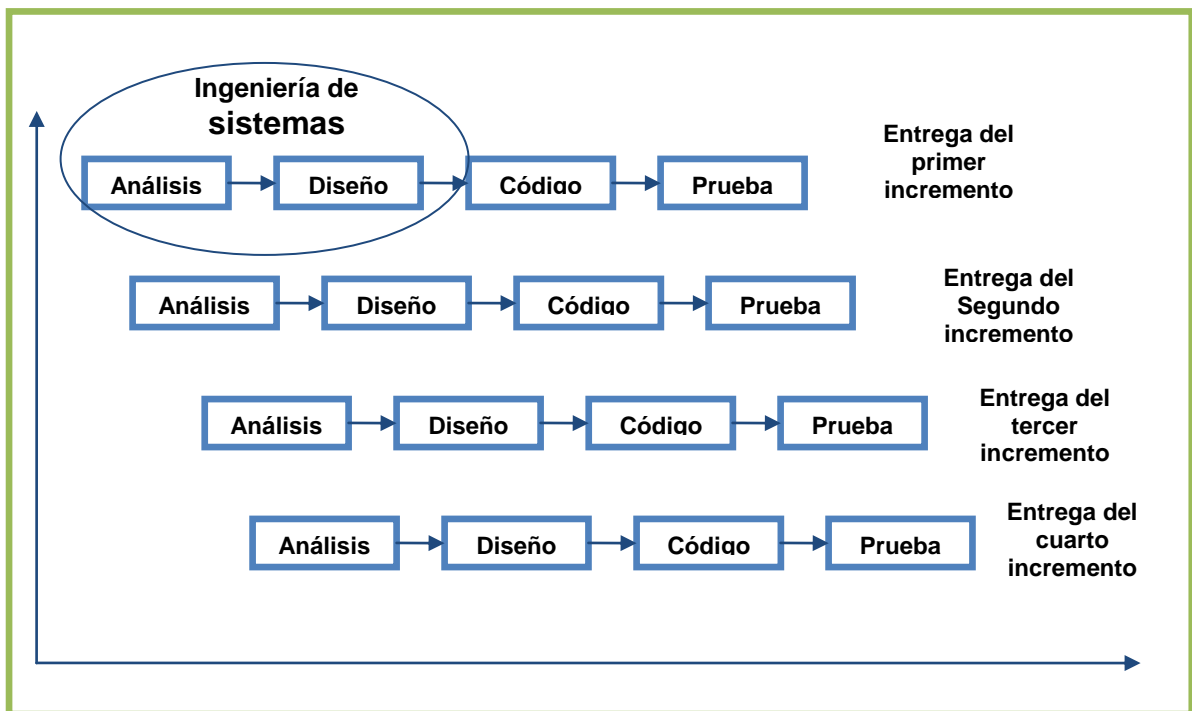 Ingeniería de
sistemas
Análisis
Diseño
Código
Prueba
Entrega del
primer
incremento
Análisis
Diseño
Código
Prueba
Entrega del
Segundo
incremento
Análisis
Diseño
Código
Prueba
Entrega del
tercer
incremento
Análisis
Diseño
Código
Prueba
Entrega del
cuarto
incremento